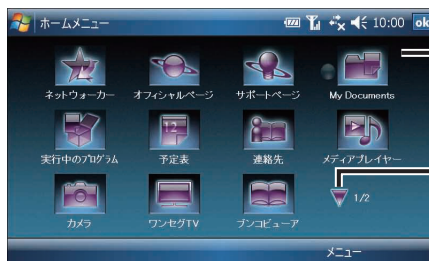 ホームメニュー 10:00 ok
ネットウォーカー オフィシャルページ サポートページ My Documents
12
実行中のプログラム 予定表 連絡先 メディアプレイヤー
1/2
カメラ ワンセグTV ブンコビューア
メニュー